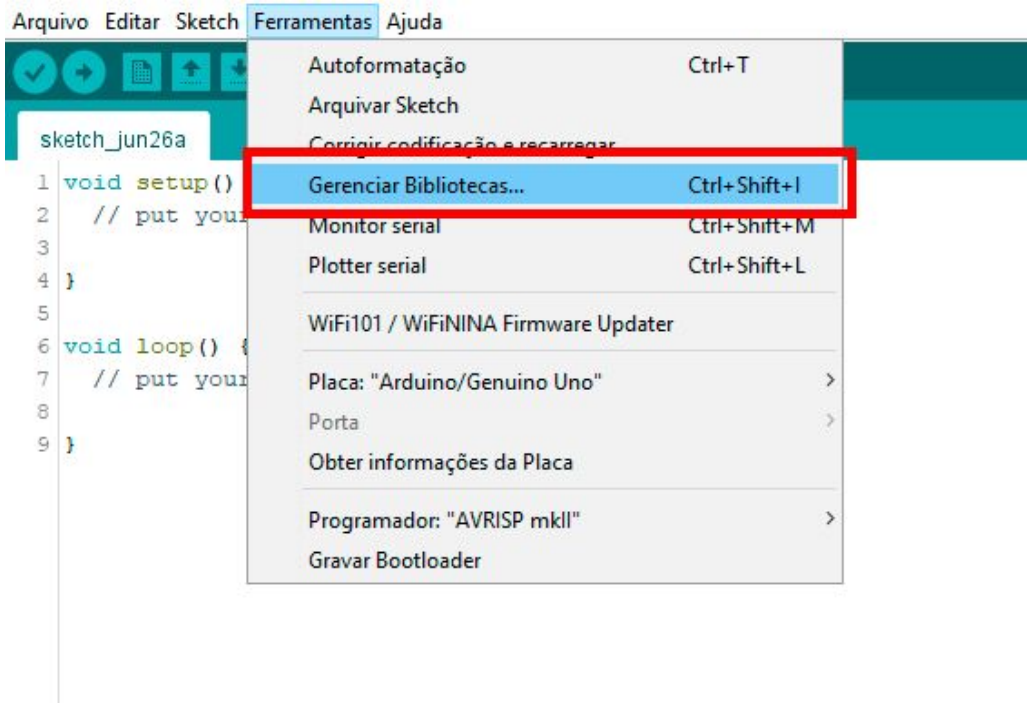 Arquivo Editar Sketch Ferramentas Ajuda
Autoformatação Ctrl+T
Arquivar Sketch
sketch_jun26a
Corrigir codificação e recarregar
1 void setup()
Gerenciar Bibliotecas... Ctrl+Shift+I
2 // put your
Monitor serial Ctrl+Shift+M
3
Plotter serial Ctrl+Shift+L
4 }
5
WiFi101 / WiFiNINA Firmware Updater
6 void loop() {
7 // put your
Placa: "Arduino/Genuino Uno"
8
Porta
9 }
Obter informações da Placa
Programador: "AVRISP mkII"
Gravar Bootloader